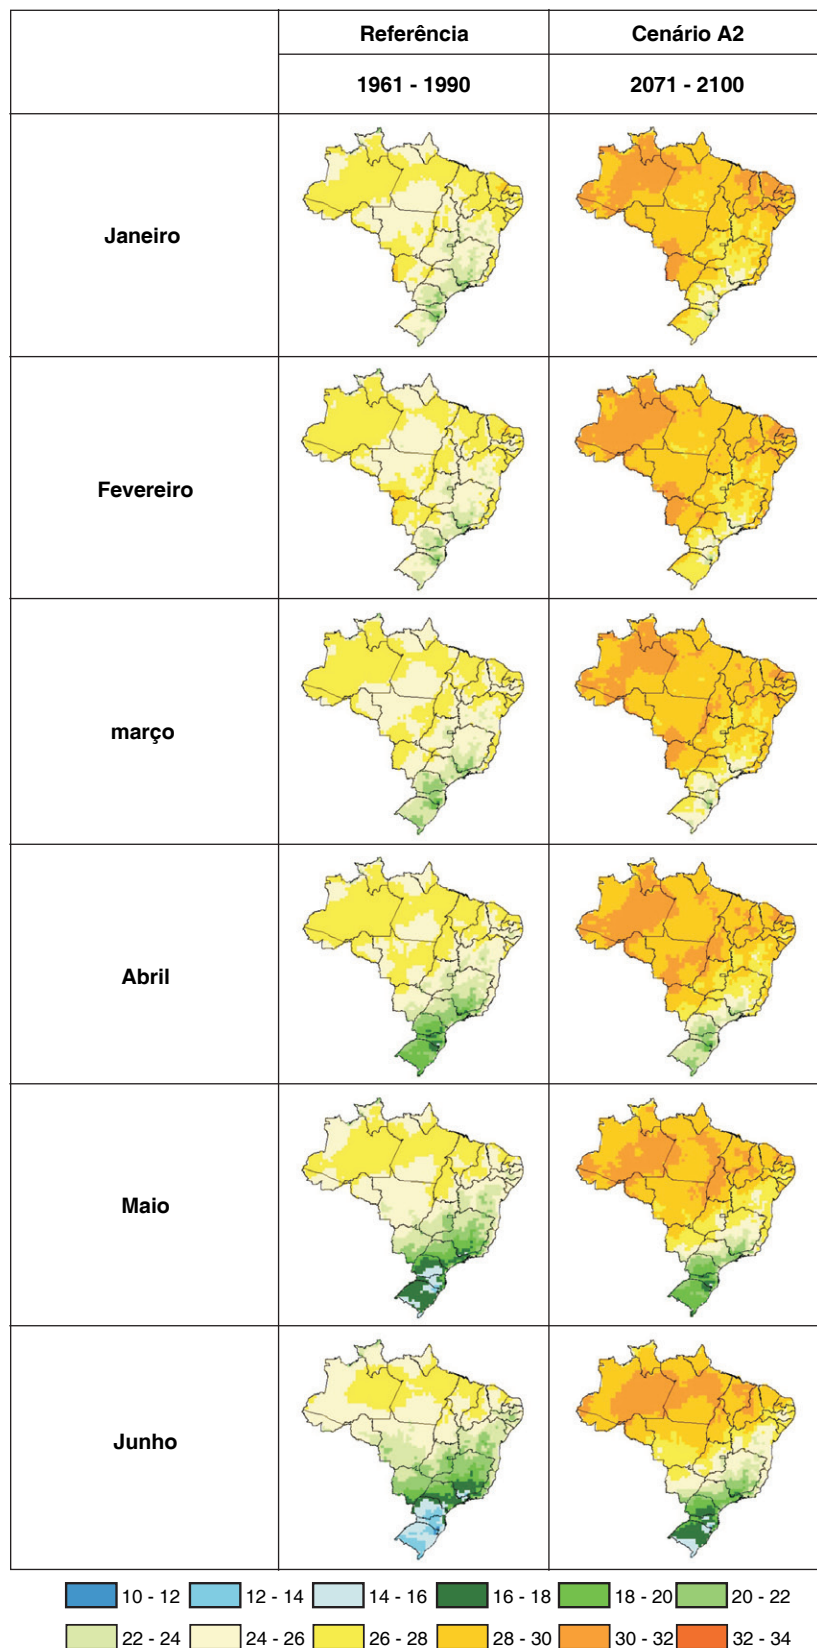 Referência Cenário A2
1961 - 1990 2071 - 2100
Janeiro
Fevereiro
março
Abril
Maio
Junho
10 - 12 12 - 14 14 - 16 16 - 18 18 - 20 20 - 22
22 - 24 24 - 26 26 - 28 28 - 30 30 - 32 32 - 34